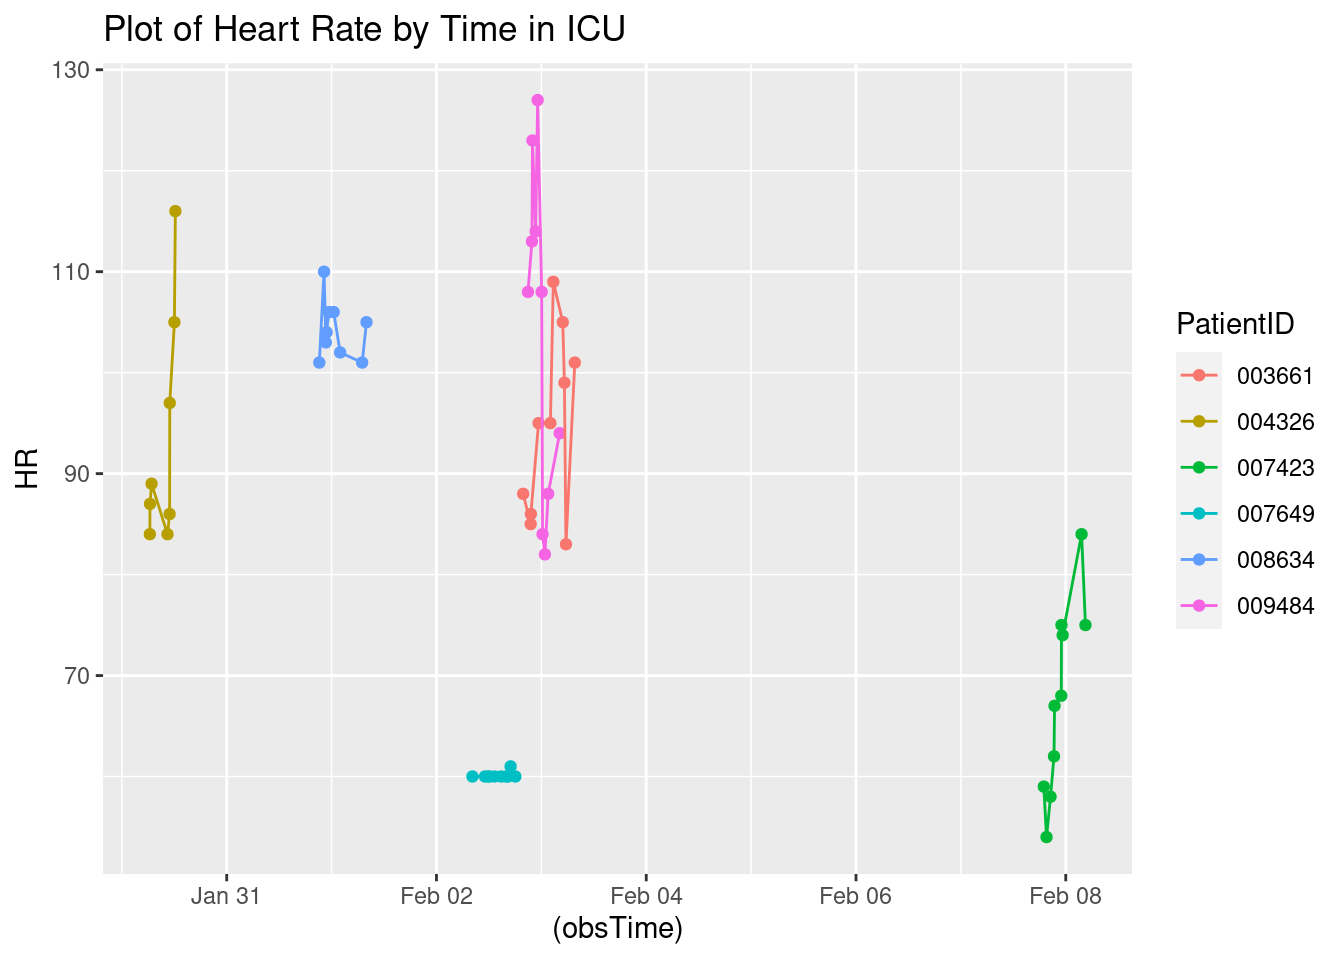 Plot of Heart Rate by Time in ICU
130
110
90
70
HR
Jan 31
Feb 02
Feb 04
Feb 06
Feb 08
(obsTime)
PatientID
003661
004326
007423
007649
008634
009484